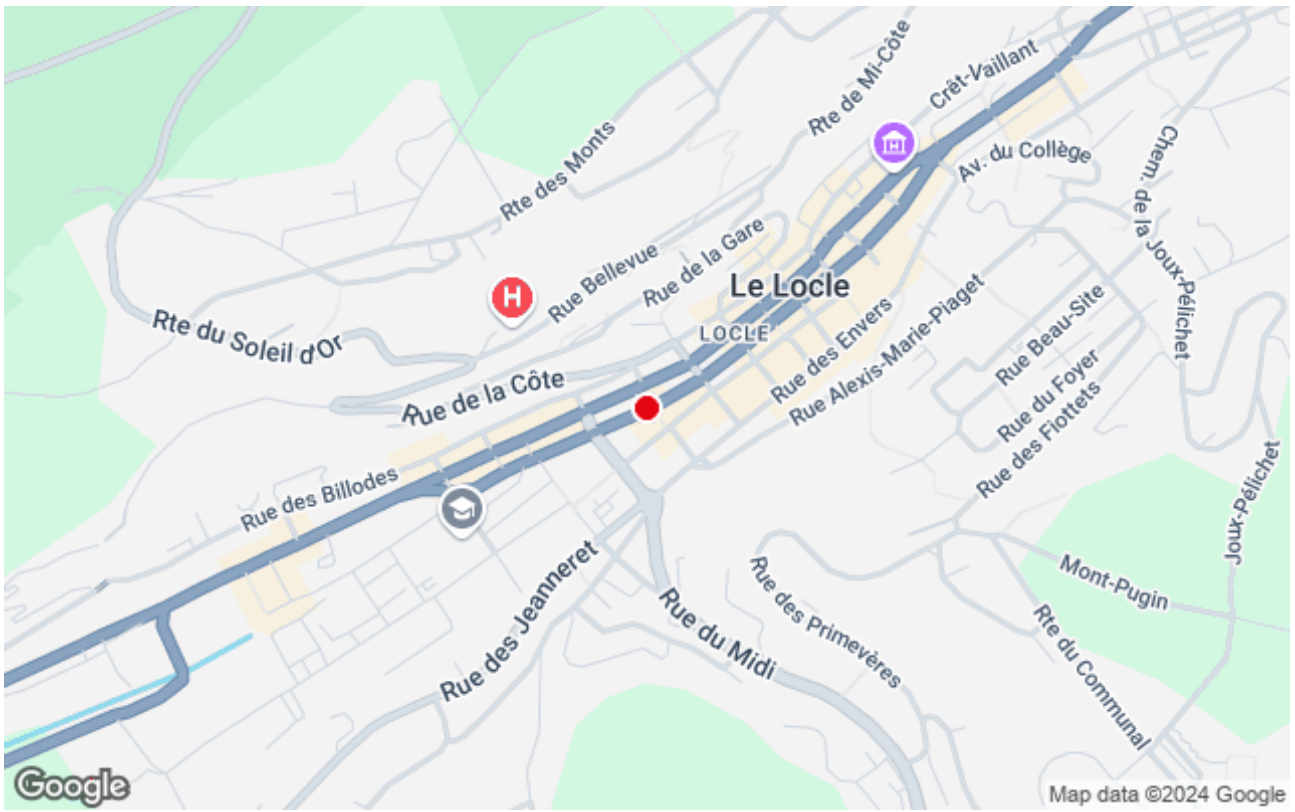 Crêt-Vaillant
Rte de Mi-Côte
Av. du Collège
Chem. de la Joux-Pélichet
Rte des Monts
Rue de la Gare
Rue Bellevue
H
Le Locle
LOCLE
Rte du Soleil d'Or
Rue des Envers
Rue Alexis-Marie-Piaget
Rue Beau-Site
Rue du Foyer
Rue des Fiottets
Rue de la Côte
Rue des Billodes
Joux-Pélichet
Mont-Pugin
Rue des Jeanneret
Rue du Midi
Rue des Primevères
Rte du Communal
Google
Map data ©2024 Google